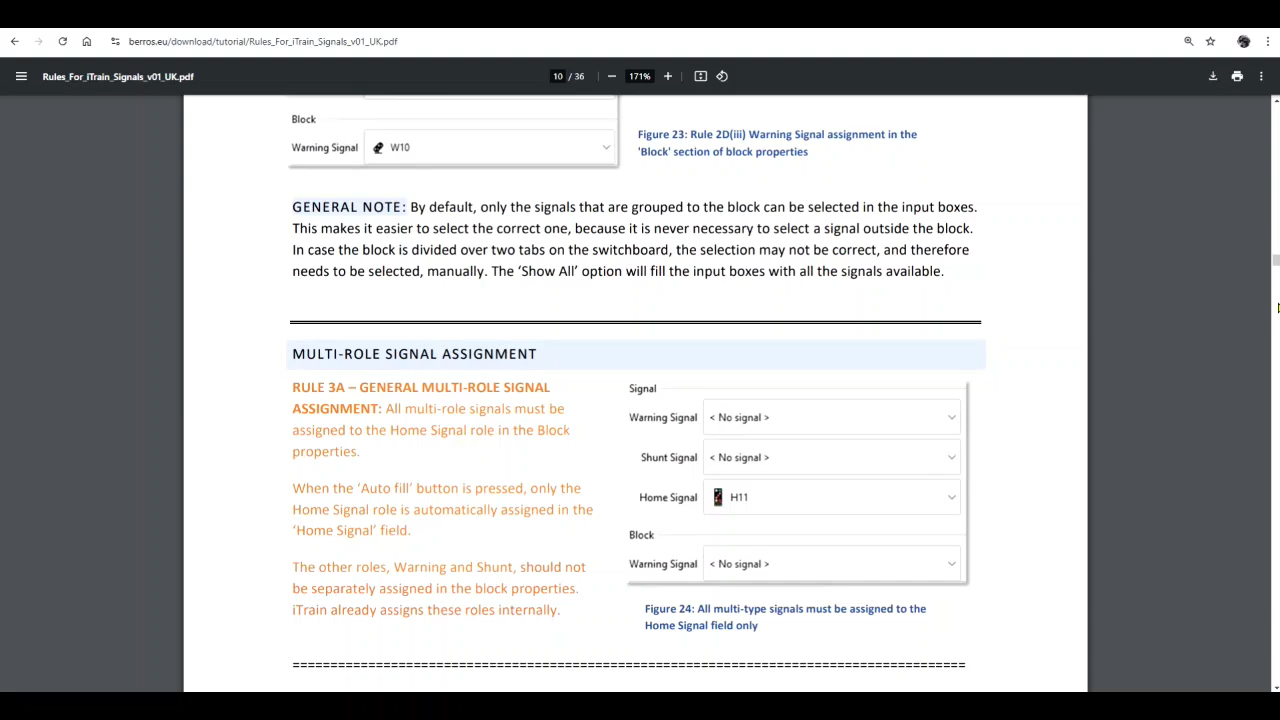 berros.eu/download/tutorial/Rules_For_iTrain_Signals_v01_UK.pdf
Rules_For_iTrain_Signals_v01_UK.pdf
10 / 36
171%
Block
Warning Signal W10
Figure 23: Rule 2D(iii) Warning Signal assignment in the
'Block' section of block properties
GENERAL NOTE: By default, only the signals that are grouped to the block can be selected in the input boxes.
This makes it easier to select the correct one, because it is never necessary to select a signal outside the block.
In case the block is divided over two tabs on the switchboard, the selection may not be correct, and therefore
needs to be selected, manually. The ‘Show All’ option will fill the input boxes with all the signals available.
MULTI-ROLE SIGNAL ASSIGNMENT
RULE 3A – GENERAL MULTI-ROLE SIGNAL
ASSIGNMENT: All multi-role signals must be
assigned to the Home Signal role in the Block
properties.
When the ‘Auto fill’ button is pressed, only the
Home Signal role is automatically assigned in the
‘Home Signal’ field.
The other roles, Warning and Shunt, should not
be separately assigned in the block properties.
iTrain already assigns these roles internally.
Signal
Warning Signal < No signal >
Shunt Signal < No signal >
Home Signal H11
Block
Warning Signal < No signal >
Figure 24: All multi-type signals must be assigned to the
Home Signal field only
=========================================================================================